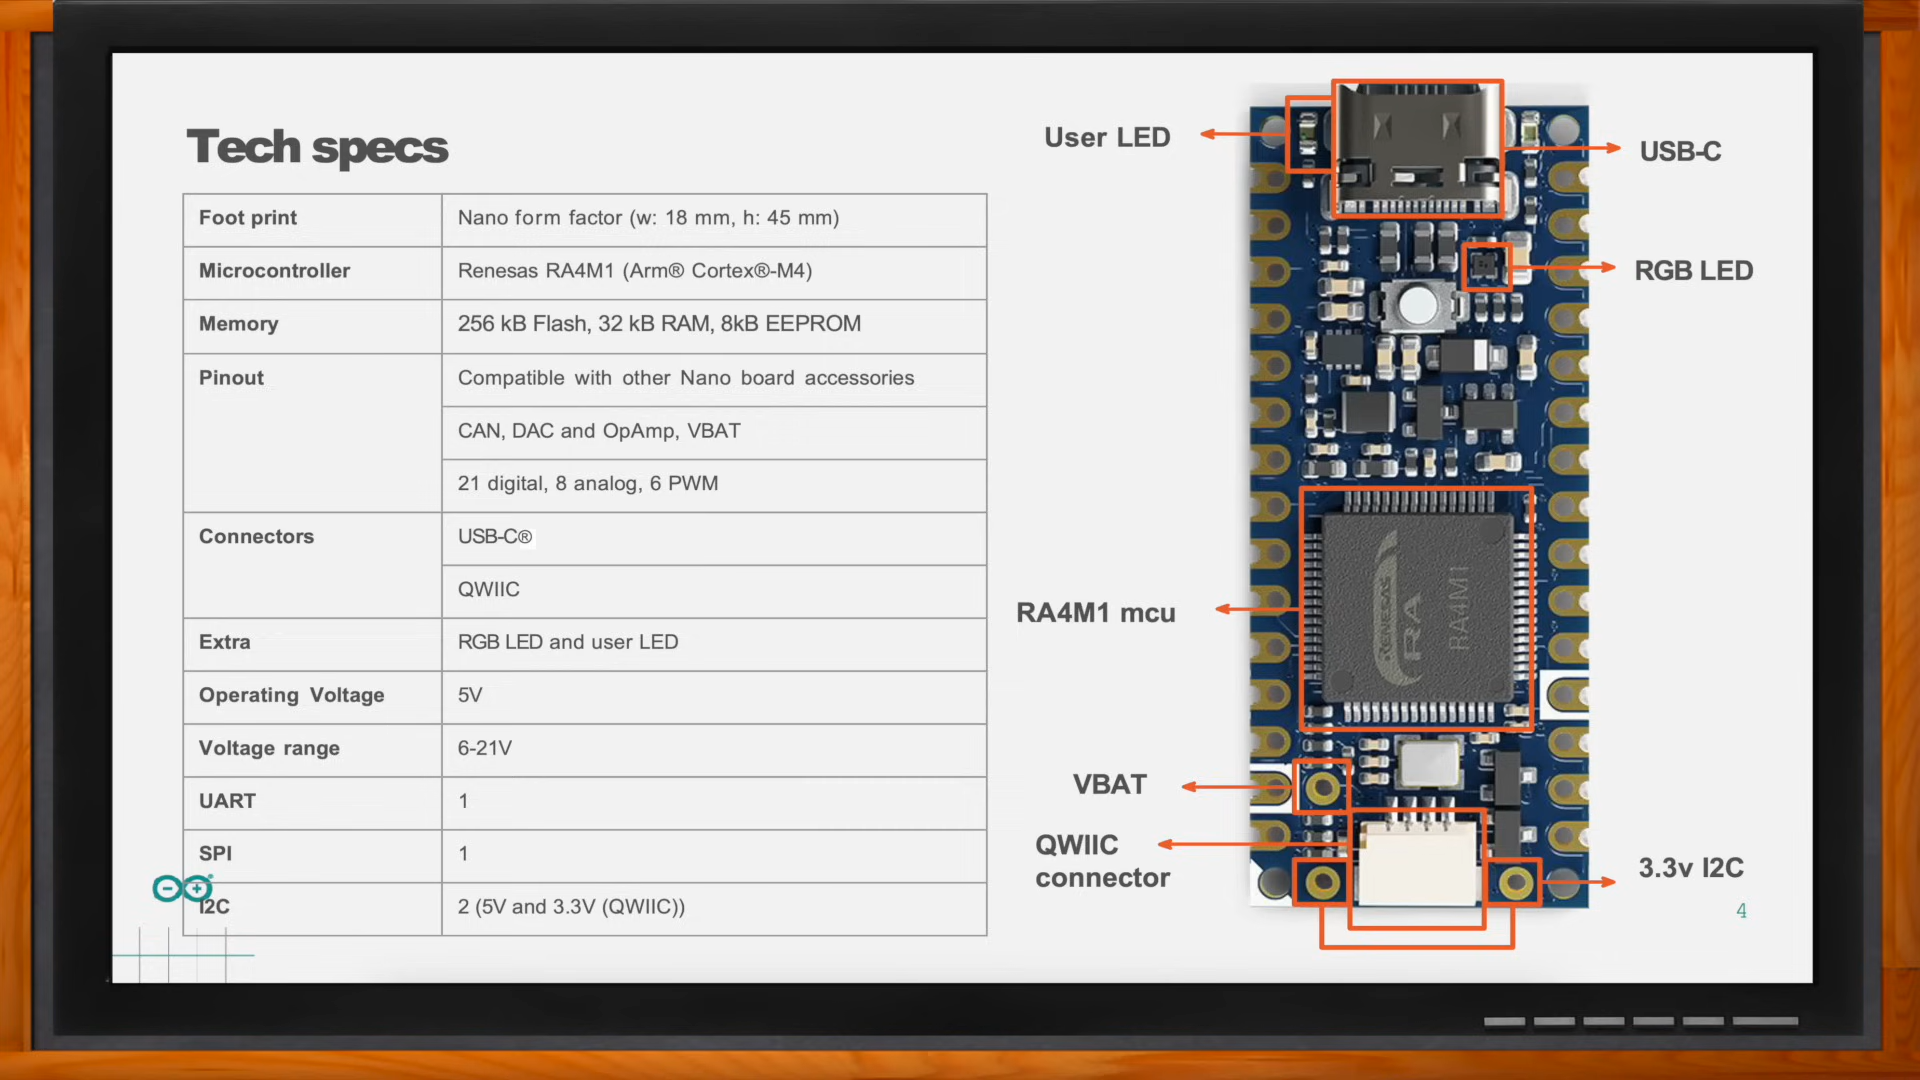 Tech specs
Foot print
Nano form factor (w: 18 mm, h: 45 mm)
Microcontroller
Renesas RA4M1 (Arm® Cortex®-M4)
Memory
256 kB Flash, 32 kB RAM, 8kB EEPROM
Pinout
Compatible with other Nano board accessories
CAN, DAC and OpAmp, VBAT
21 digital, 8 analog, 6 PWM
Connectors
USB-C®
QWIIC
Extra
RGB LED and user LED
Operating Voltage
5V
Voltage range
6-21V
UART
1
SPI
1
I2C
2 (5V and 3.3V (QWIIC))
User LED
USB-C
RGB LED
RA4M1 mcu
RENESAS
RA
RA4M1
VBAT
QWIIC
connector
3.3v I2C
4